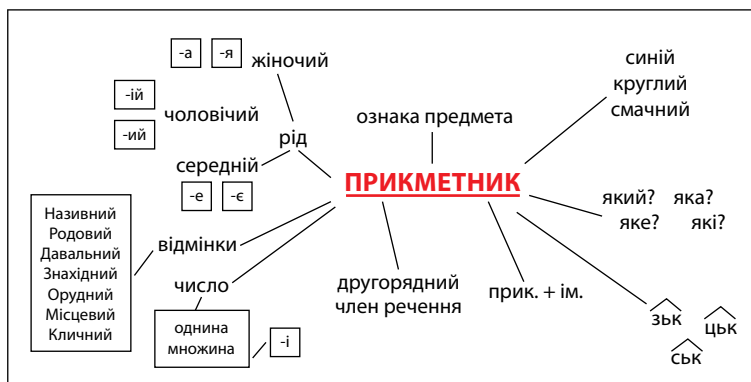 -а -я жіночий
-ій
чоловічий
-ий
рід
середній
-е -є
ознака предмета
синій
круглий
смачний
ПРИКМЕТНИК
який? яка?
яке? які?
Називний
Родовий
Давальний
Знахідний
Орудний
Місцевий
Кличний
відмінки
число
однина
множина
-і
другорядний
член речення
прик. + ім.
зьк
цьк
ськ